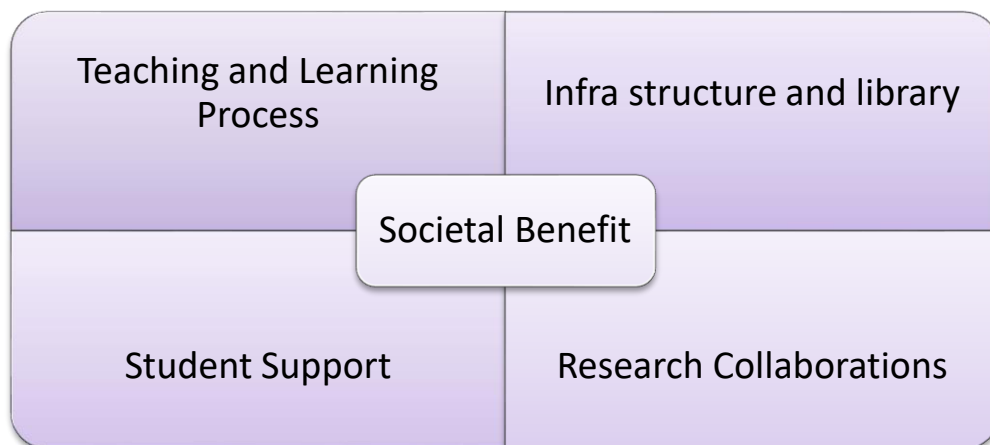 Teaching and Learning
Process
Infra structure and library
Societal Benefit
Student Support
Research Collaborations